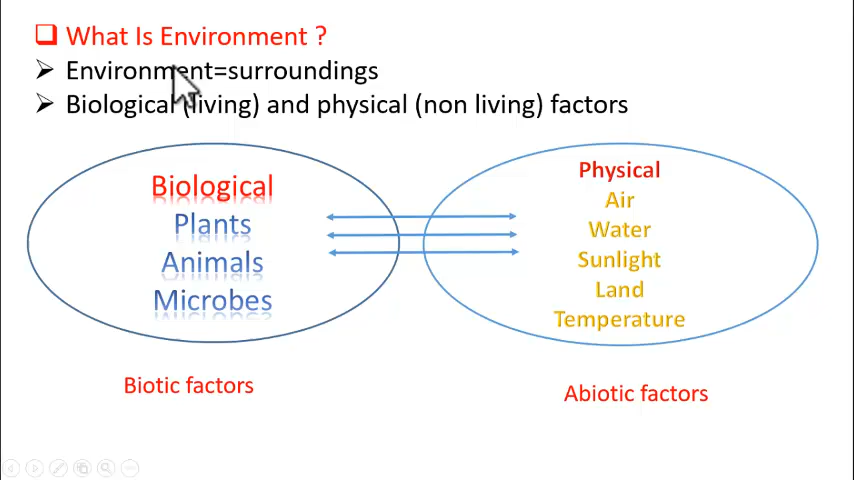 What Is Environment ?
Environment=surroundings
Biological (living) and physical (non living) factors
Biological
Plants
Animals
Microbes
Biotic factors
Physical
Air
Water
Sunlight
Land
Temperature
Abiotic factors